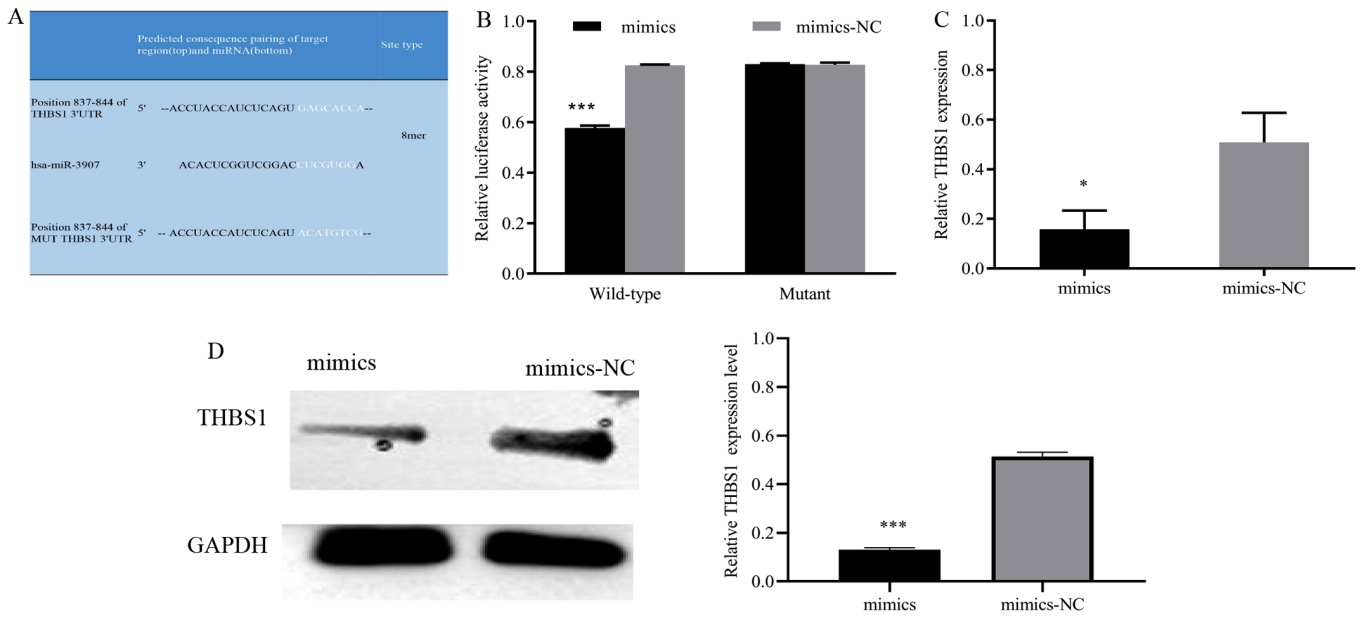 A
Predicted consequence pairing of target
region(top)and miRNA(bottom)
Site type
Position 837-844 of
THBS1 3'UTR
5'
--ACCUACCAUCUCAGU GAGCACCA--
8mer
hsa-miR-3907
3'
ACACUCGGUCGGACCUCGUGGA
Position 837-844 of
MUT THBS1 3'UTR
5'
-- ACCUACCAUCUCAGU ACATGTCG--
B
mimics
mimics-NC
Relative luciferase activity
1.0
0.8
0.6
0.4
0.2
0.0
***
Wild-type
Mutant
C
Relative THBS1 expression
1.0
0.8
0.6
0.4
0.2
0.0
*
mimics
mimics-NC
D
mimics
mimics-NC
THBS1
GAPDH
Relative THBS1 expression level
1.0
0.8
0.6
0.4
0.2
0.0
***
mimics
mimics-NC